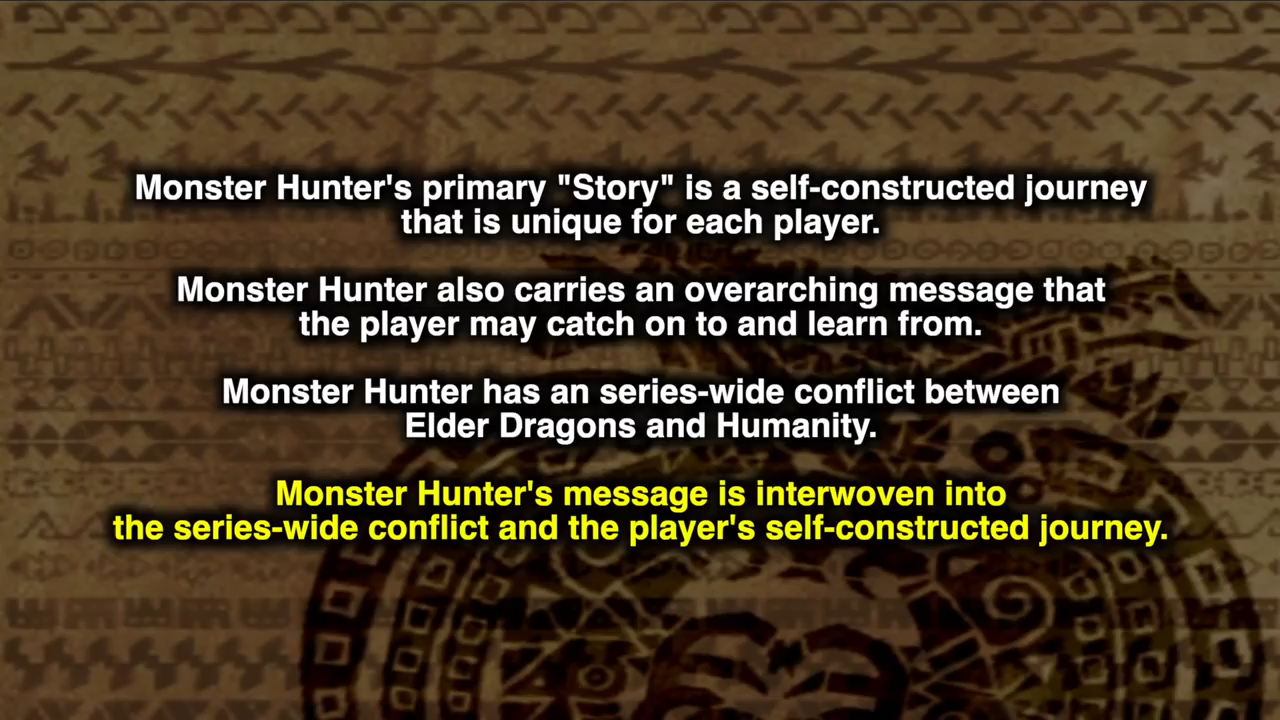 Monster Hunter's primary "Story" is a self-constructed journey
that is unique for each player.
Monster Hunter also carries an overarching message that
the player may catch on to and learn from.
Monster Hunter has an series-wide conflict between
Elder Dragons and Humanity.
Monster Hunter's message is interwoven into
the series-wide conflict and the player's self-constructed journey.